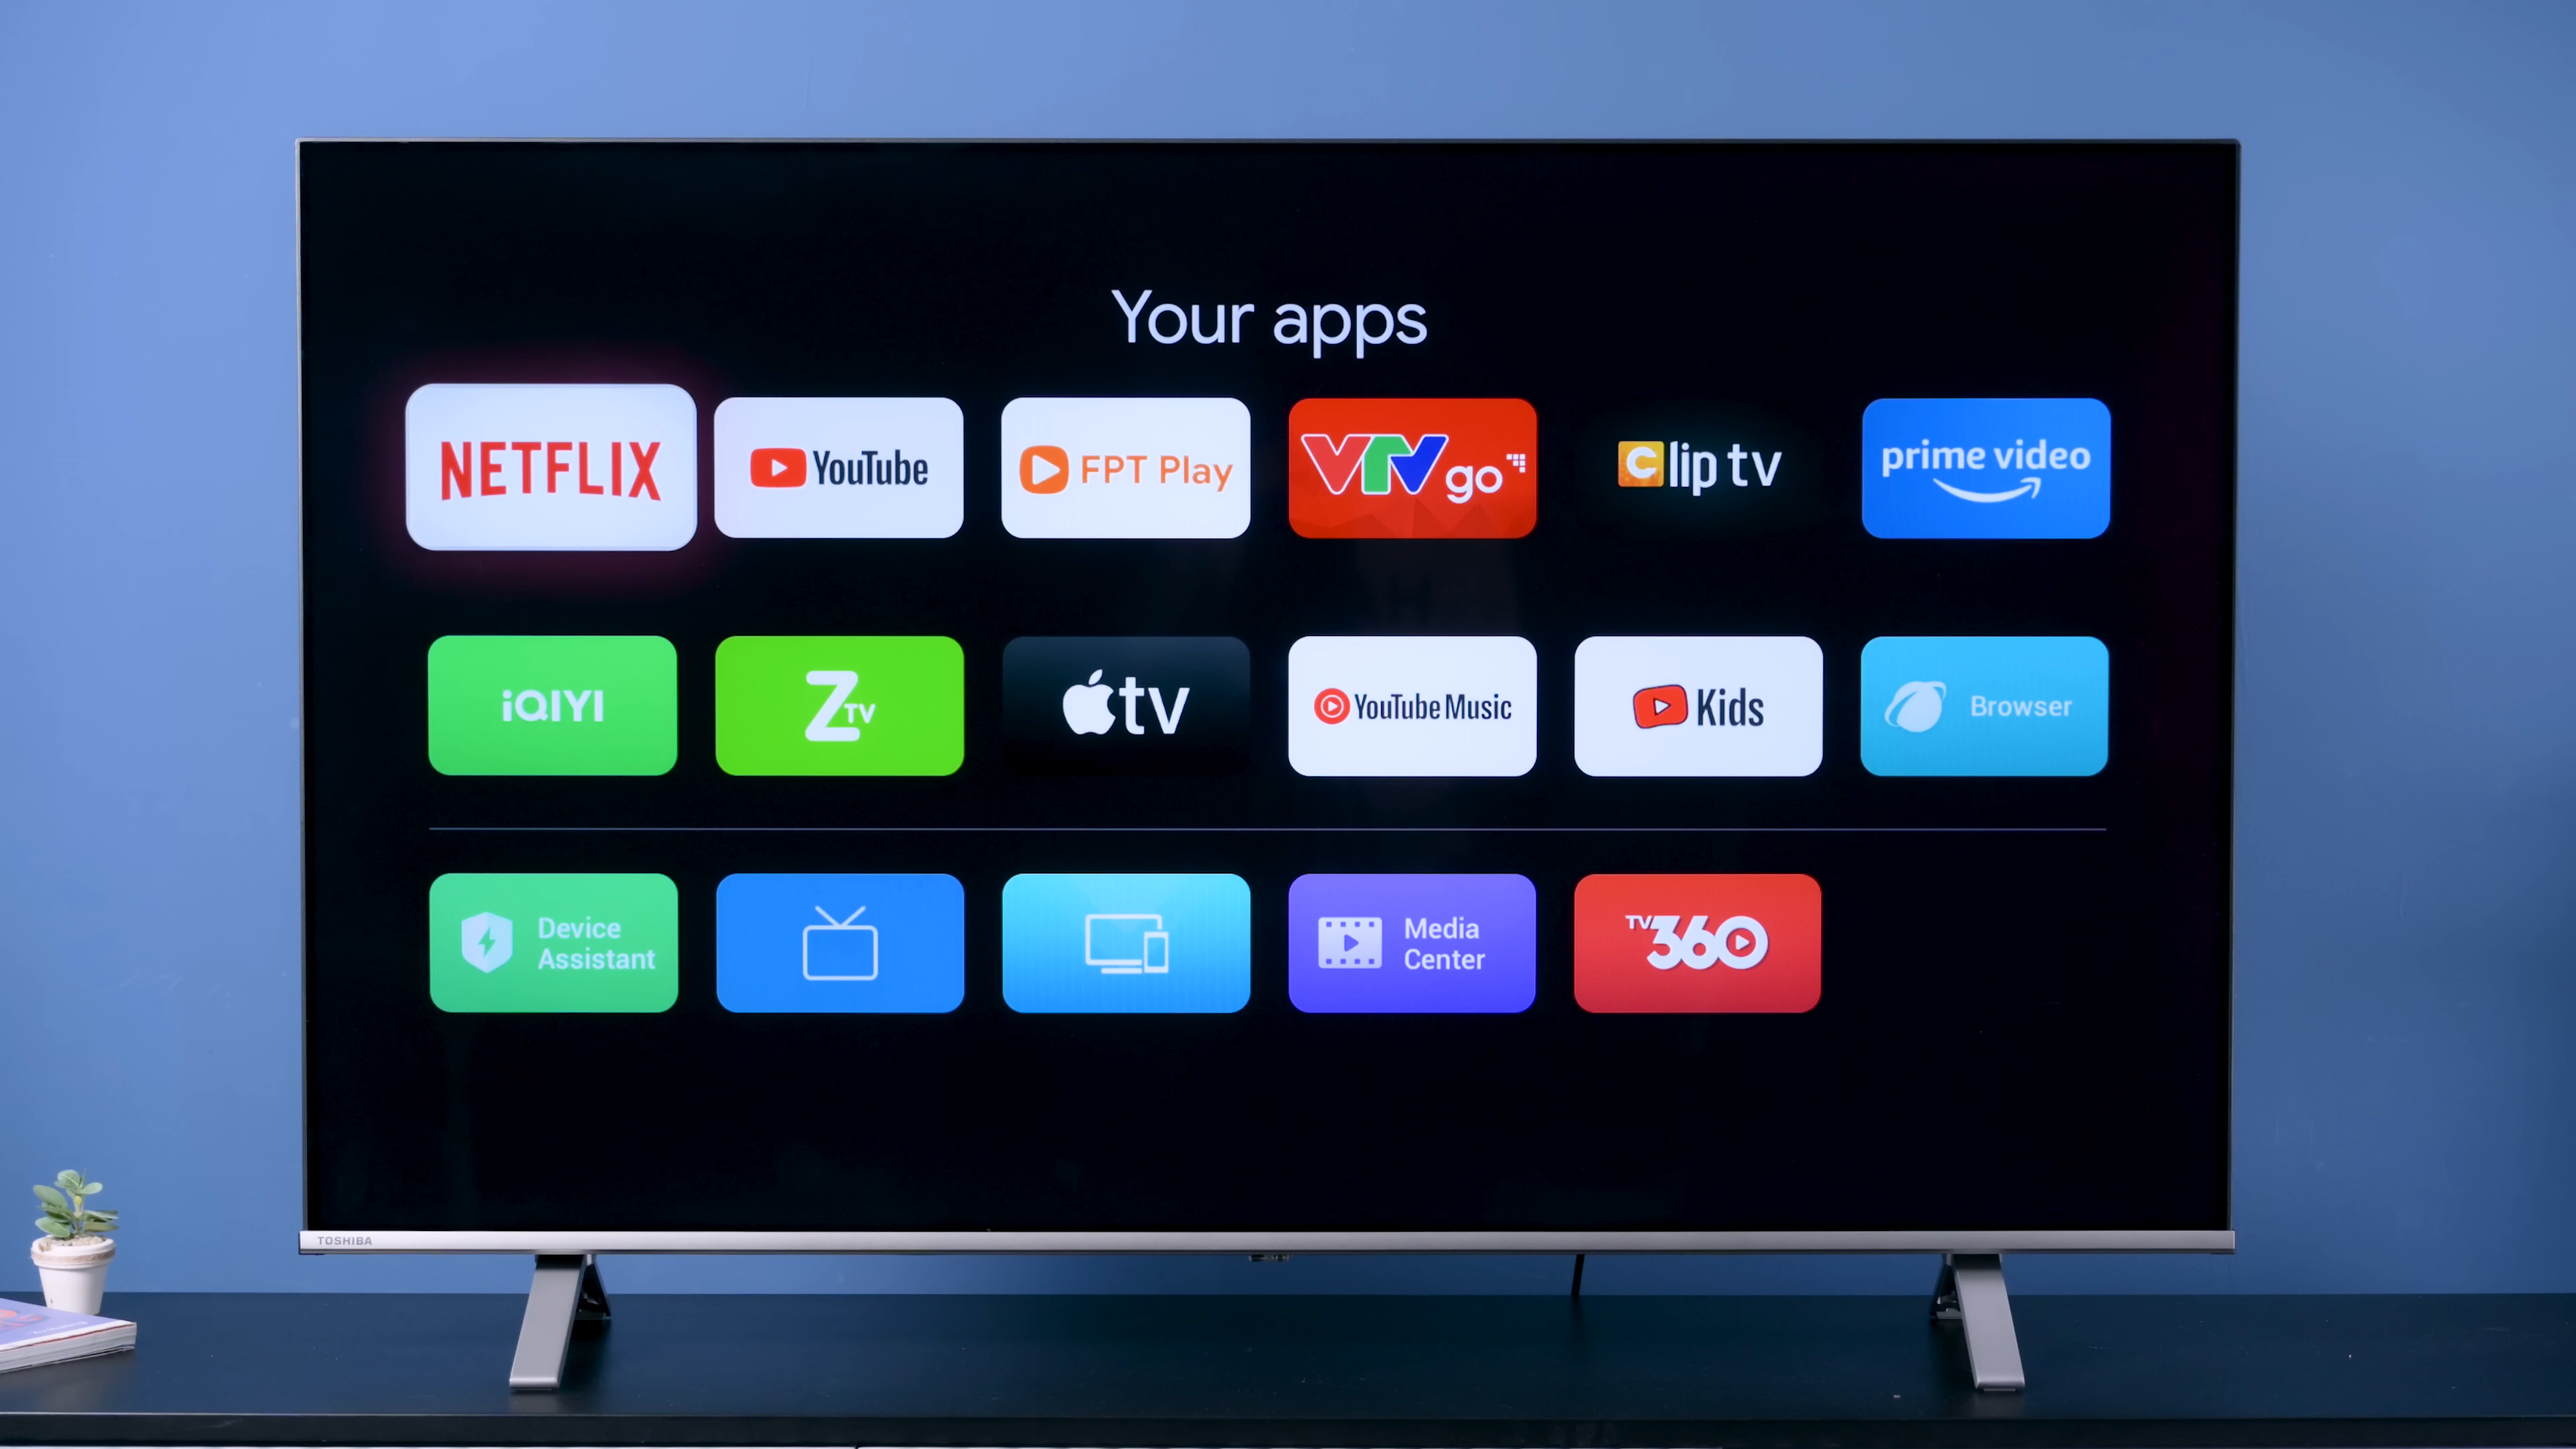 Your apps
NETFLIX
YouTube
FPT Play
VTV go
Clip tv
prime video
iQIYI
Z TV
tv
YouTube Music
Kids
Browser
Device
Assistant
Media
Center
TV 360
TOSHIBA